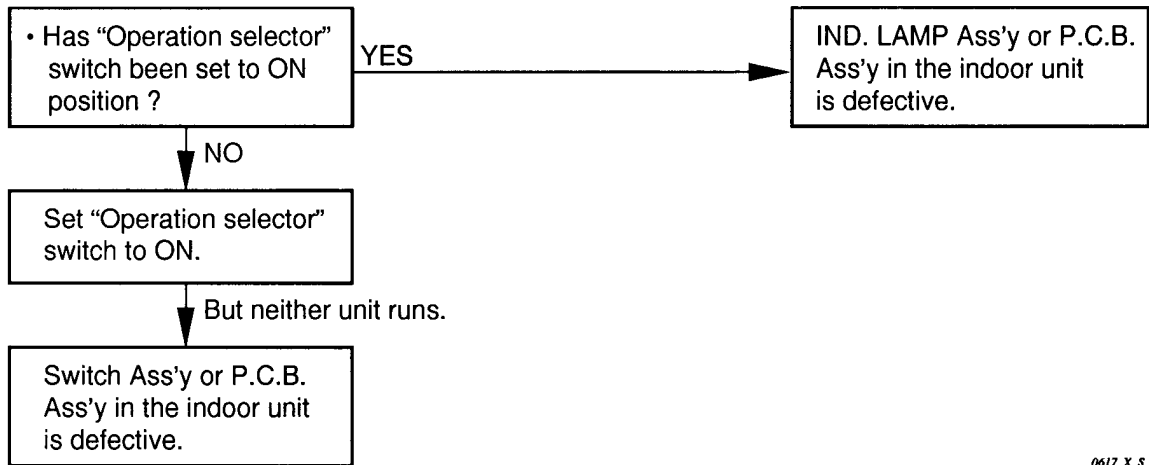 • Has “Operation selector”
switch been set to ON
position ?
YES
IND. LAMP Ass'y or P.C.B.
Ass'y in the indoor unit
is defective.
NO
Set “Operation selector”
switch to ON.
But neither unit runs.
Switch Ass'y or P.C.B.
Ass'y in the indoor unit
is defective.
0617_X_S